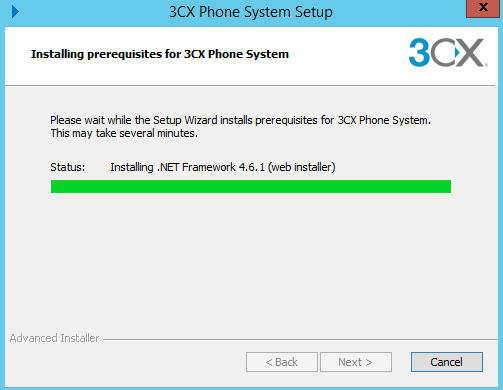 3CX Phone System Setup
x
Installing prerequisites for 3CX Phone System
3CX
Please wait while the Setup Wizard installs prerequisites for 3CX Phone System.
This may take several minutes.
Status: Installing .NET Framework 4.6.1 (web installer)
Advanced Installer
< Back Next > Cancel